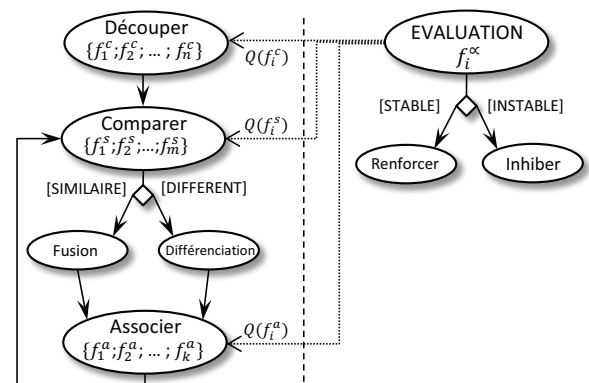 Découper
{f₁ᶜ;f₂ᶜ; … ; fₙᶜ}
EVALUATION
fᵢ^∝
Q(fᵢᶜ)
[STABLE]
[INSTABLE]
Comparer
{f₁ˢ;f₂ˢ;…;fₘˢ}
Q(fᵢˢ)
Renforcer
Inhiber
[SIMILAIRE]
[DIFFERENT]
Fusion
Différenciation
Associer
{f₁ᵃ;f₂ᵃ; … ; fₖᵃ}
Q(fᵢᵃ)